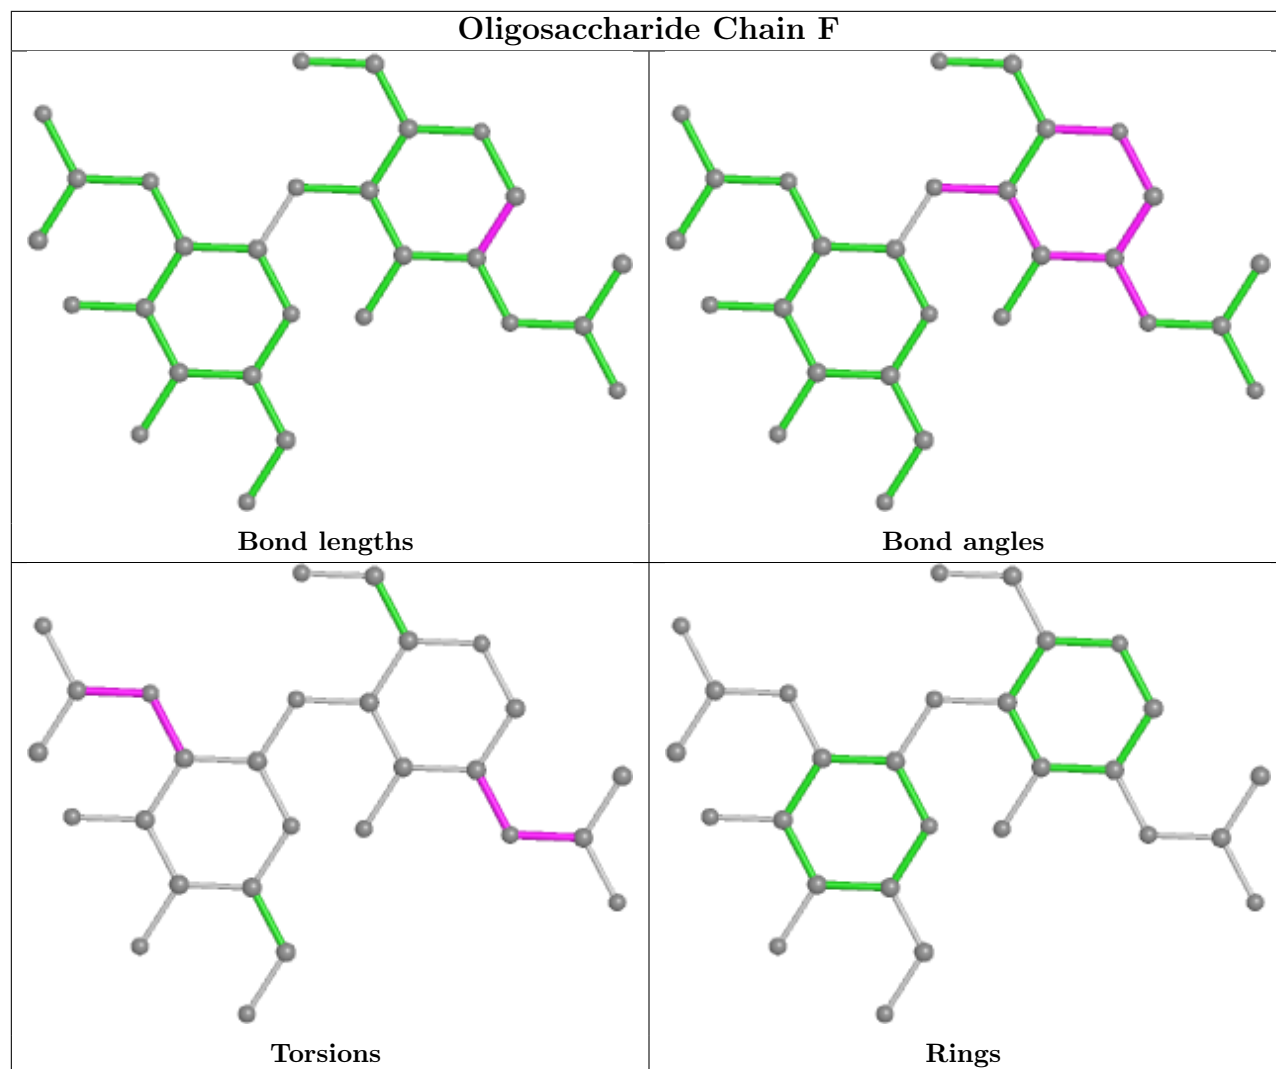 Oligosaccharide Chain F
Bond lengths
Bond angles
Torsions
Rings